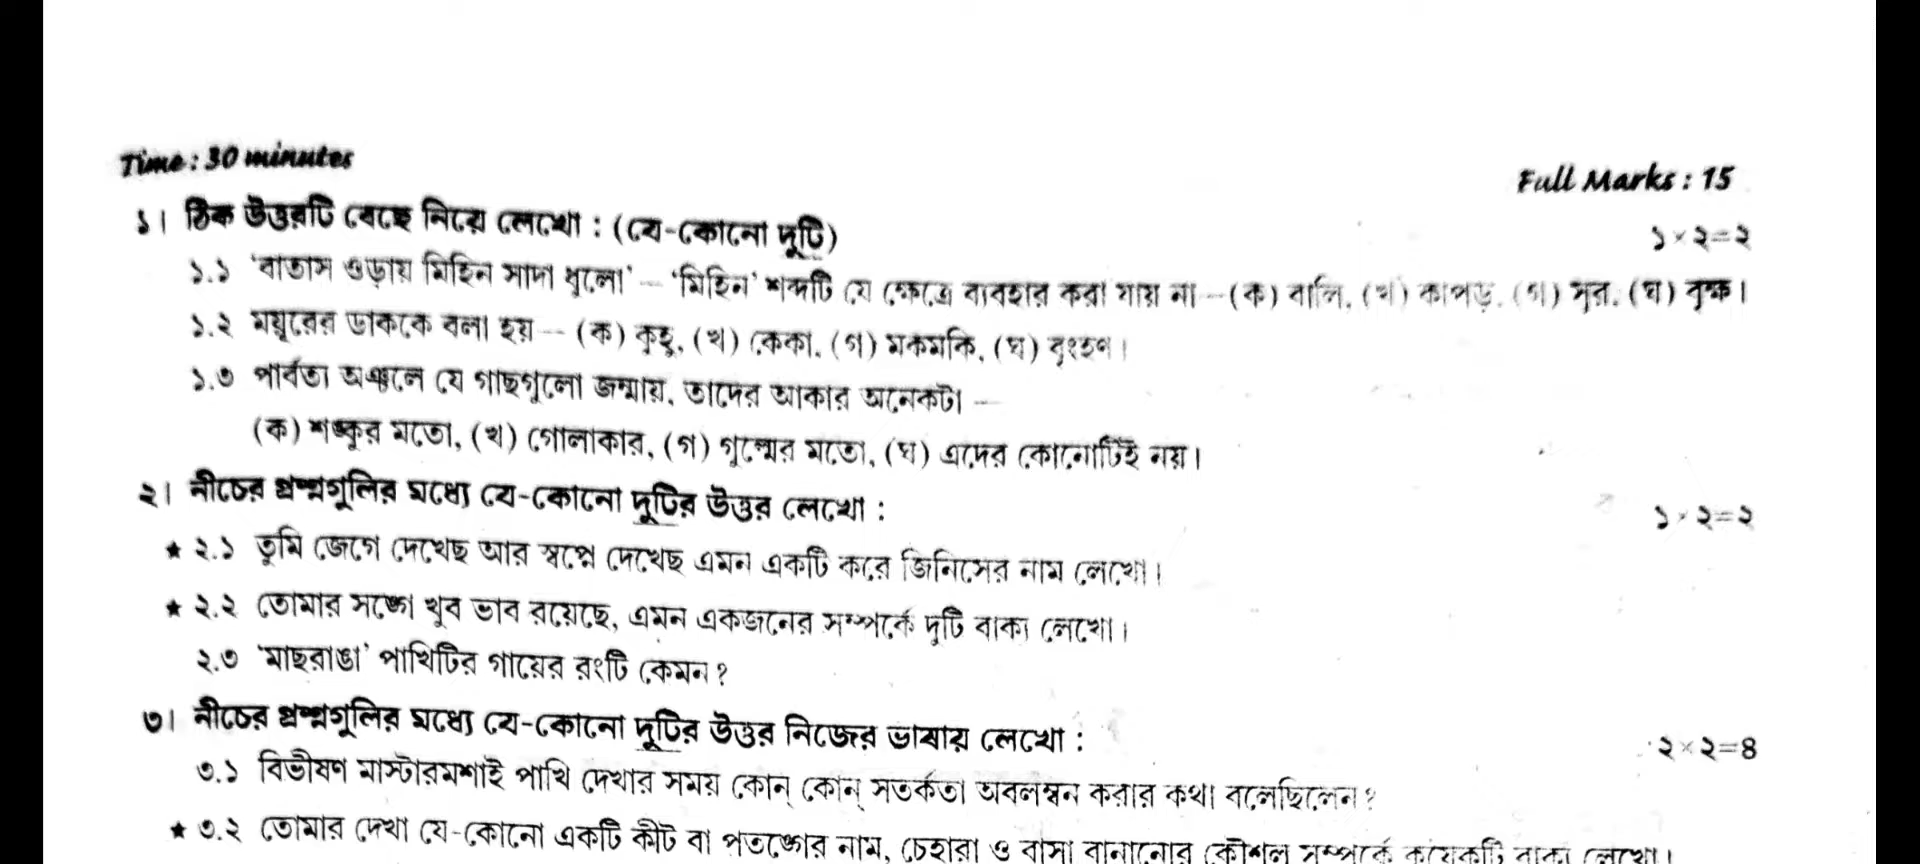 Time : 30 minutes
Full Marks : 15
১। ঠিক উত্তরটি বেছে নিয়ে লেখো : (যে-কোনো দুটি) ১×২=২
১.১ ‘বাতাস ওড়ায় মিহিন সাদা ধুলো’ — ‘মিহিন’ শব্দটি যে ক্ষেত্রে ব্যবহার করা যায় না —(ক) বালি, (খ) কাপড়, (গ) সূত, (ঘ) বৃক্ষ।
১.২ ময়ূরের ডাককে বলা হয়— (ক) কুহু, (খ) কেকা, (গ) মকমকি, (ঘ) বৃংহণ।
১.৩ পার্বত্য অঞ্চলে যে গাছগুলো জন্মায়, তাদের আকার অনেকটা —
(ক) শঙ্কুর মতো, (খ) গোলাকার, (গ) গুল্মের মতো, (ঘ) এদের কোনোটিই নয়।
২। নীচের প্রশ্নগুলির মধ্যে যে-কোনো দুটির উত্তর লেখো : ১×২=২
★ ২.১ তুমি জেগে দেখেছ আর স্বপ্নে দেখেছ এমন একটি করে জিনিসের নাম লেখো।
★ ২.২ তোমার সঙ্গে খুব ভাব রয়েছে, এমন একজনের সম্পর্কে দুটি বাক্য লেখো।
২.৩ ‘মাছরাঙা’ পাখিটির গায়ের রংটি কেমন?
৩। নীচের প্রশ্নগুলির মধ্যে যে-কোনো দুটির উত্তর নিজের ভাষায় লেখো : ২×২=৪
৩.১ বিভীষণ মাস্টারমশাই পাখি দেখার সময় কোন্ কোন্ সতর্কতা অবলম্বন করার কথা বলেছিলেন?
★ ৩.২ তোমার দেখা যে-কোনো একটি কীট বা পতঙ্গের নাম, চেহারা ও বাসা বানানোর কৌশল সম্পর্কে কয়েকটি বাক্য লেখো।